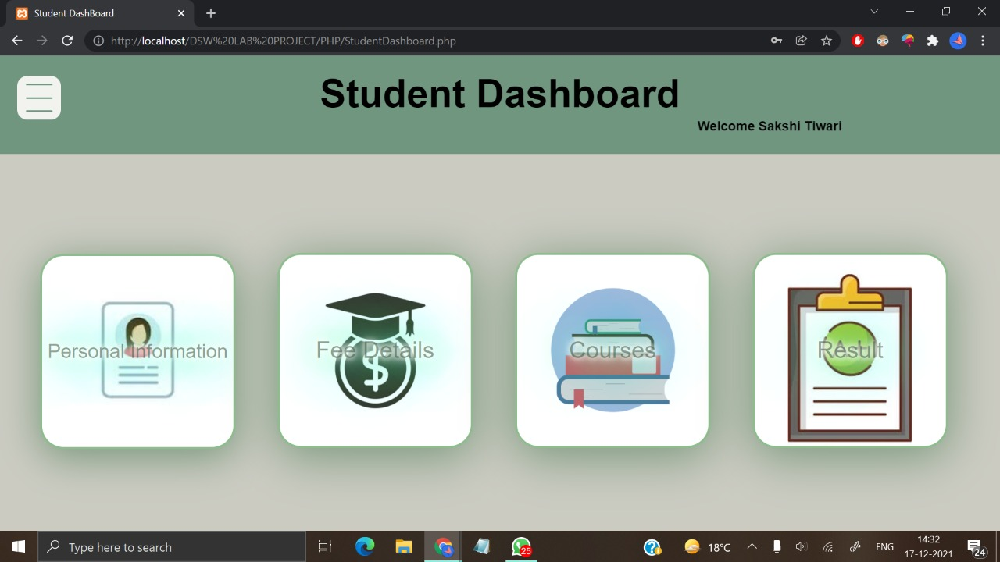 Student DashBoard
http://localhost/DSW%20LAB%20PROJECT/PHP/StudentDashboard.php
Student Dashboard
Welcome Sakshi Tiwari
Personal Information
Fee Details
Courses
Result
Type here to search
25
18°C
ENG
14:32
17-12-2021
24